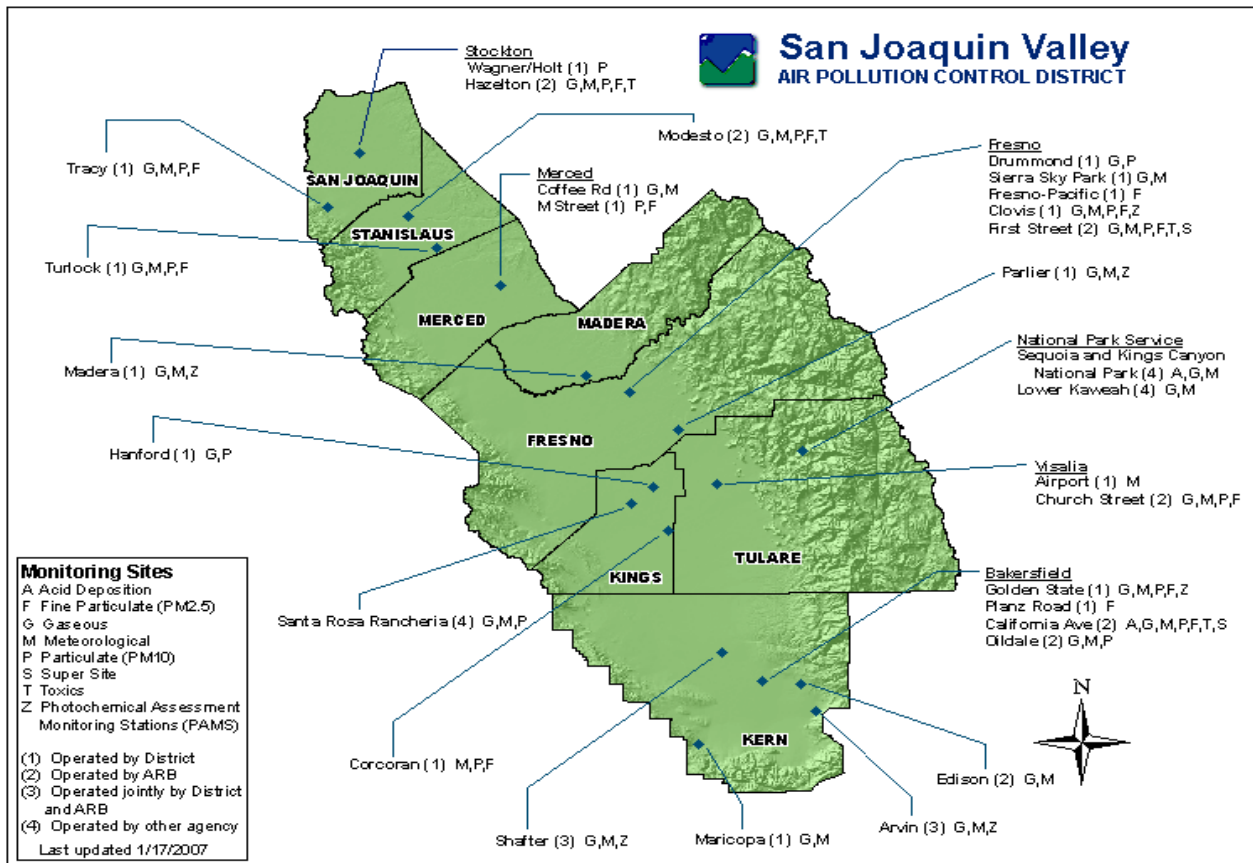 San Joaquin Valley
AIR POLLUTION CONTROL DISTRICT
Stockton
Wagner/Holt (1) P
Hazelton (2) G,M,P,F,T
Modesto (2) G,M,P,F,T
Tracy (1) G,M,P,F
Merced
Coffee Rd (1) G,M
M Street (1) P,F
Fresno
Drummond (1) G,P
Sierra Sky Park (1) G,M
Fresno-Pacific (1) F
Clovis (1) G,M,P,F,Z
First Street (2) G,M,P,F,T,S
Turlock (1) G,M,P,F
Parlier (1) G,M,Z
Madera (1) G,M,Z
National Park Service
Sequoia and Kings Canyon
National Park (4) A,G,M
Lower Kaweah (4) G,M
Hanford (1) G,P
Visalia
Airport (1) M
Church Street (2) G,M,P,F
SAN JOAQUIN
STANISLAUS
MERCED
MADERA
FRESNO
KINGS
TULARE
KERN
Santa Rosa Rancheria (4) G,M,P
Bakersfield
Golden State (1) G,M,P,F,Z
Planz Road (1) F
California Ave (2) A,G,M,P,F,T,S
Oildale (2) G,M,P
Corcoran (1) M,P,F
Shafter (3) G,M,Z
Maricopa (1) G,M
Arvin (3) G,M,Z
Edison (2) G,M
N
Monitoring Sites
A Acid Deposition
F Fine Particulate (PM2.5)
G Gaseous
M Meteorological
P Particulate (PM10)
S Super Site
T Toxics
Z Photochemical Assessment
Monitoring Stations (PAMS)
(1) Operated by District
(2) Operated by ARB
(3) Operated jointly by District
and ARB
(4) Operated by other agency
Last updated 1/17/2007